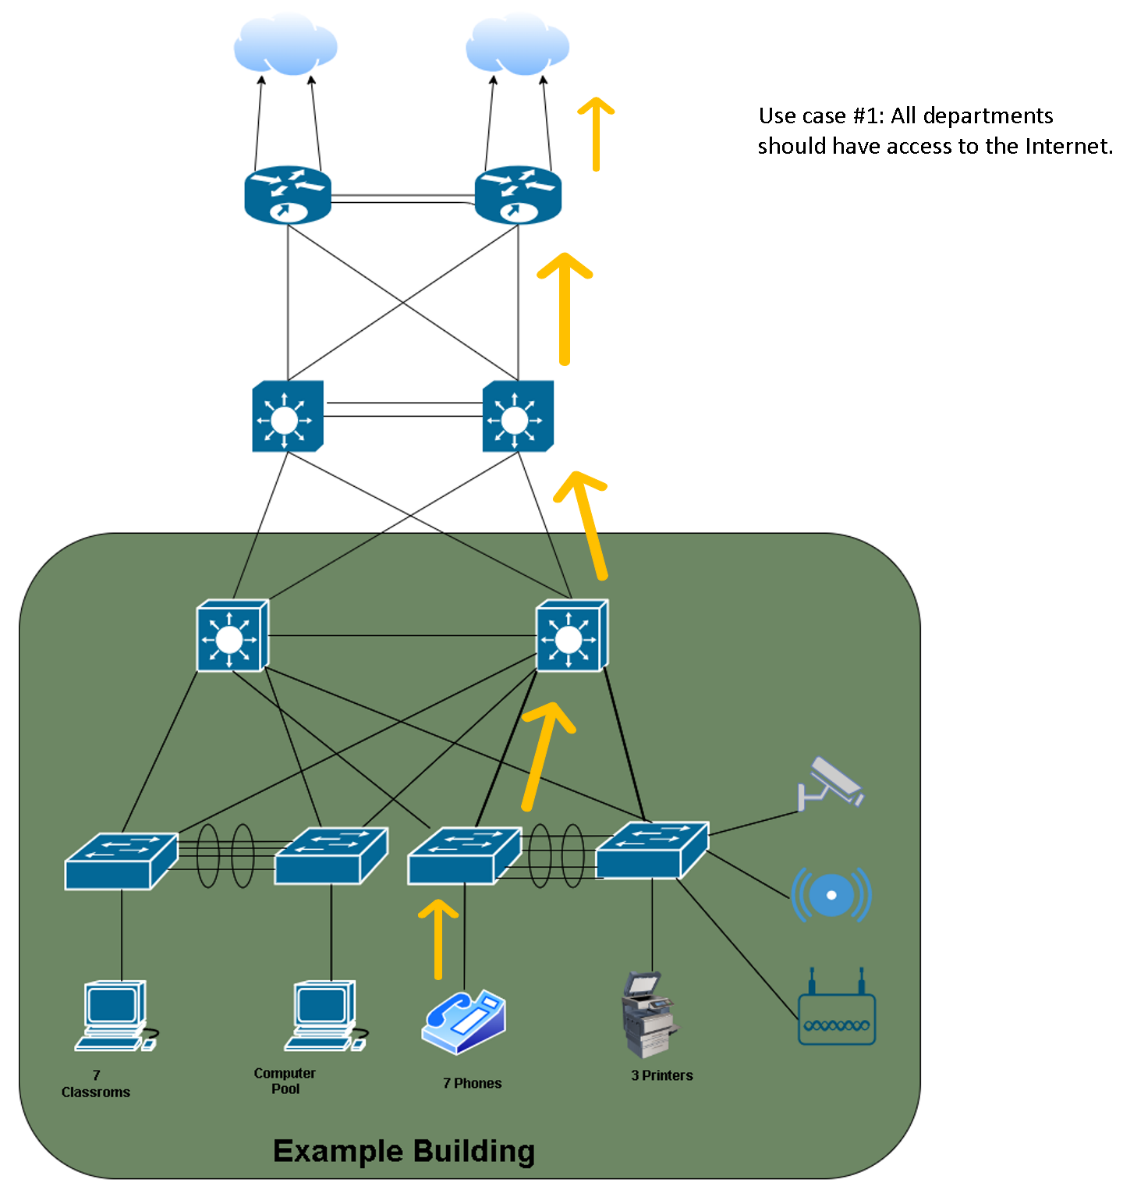 Use case #1: All departments
should have access to the Internet.
7
Classroms
Computer
Pool
7 Phones
3 Printers
Example Building